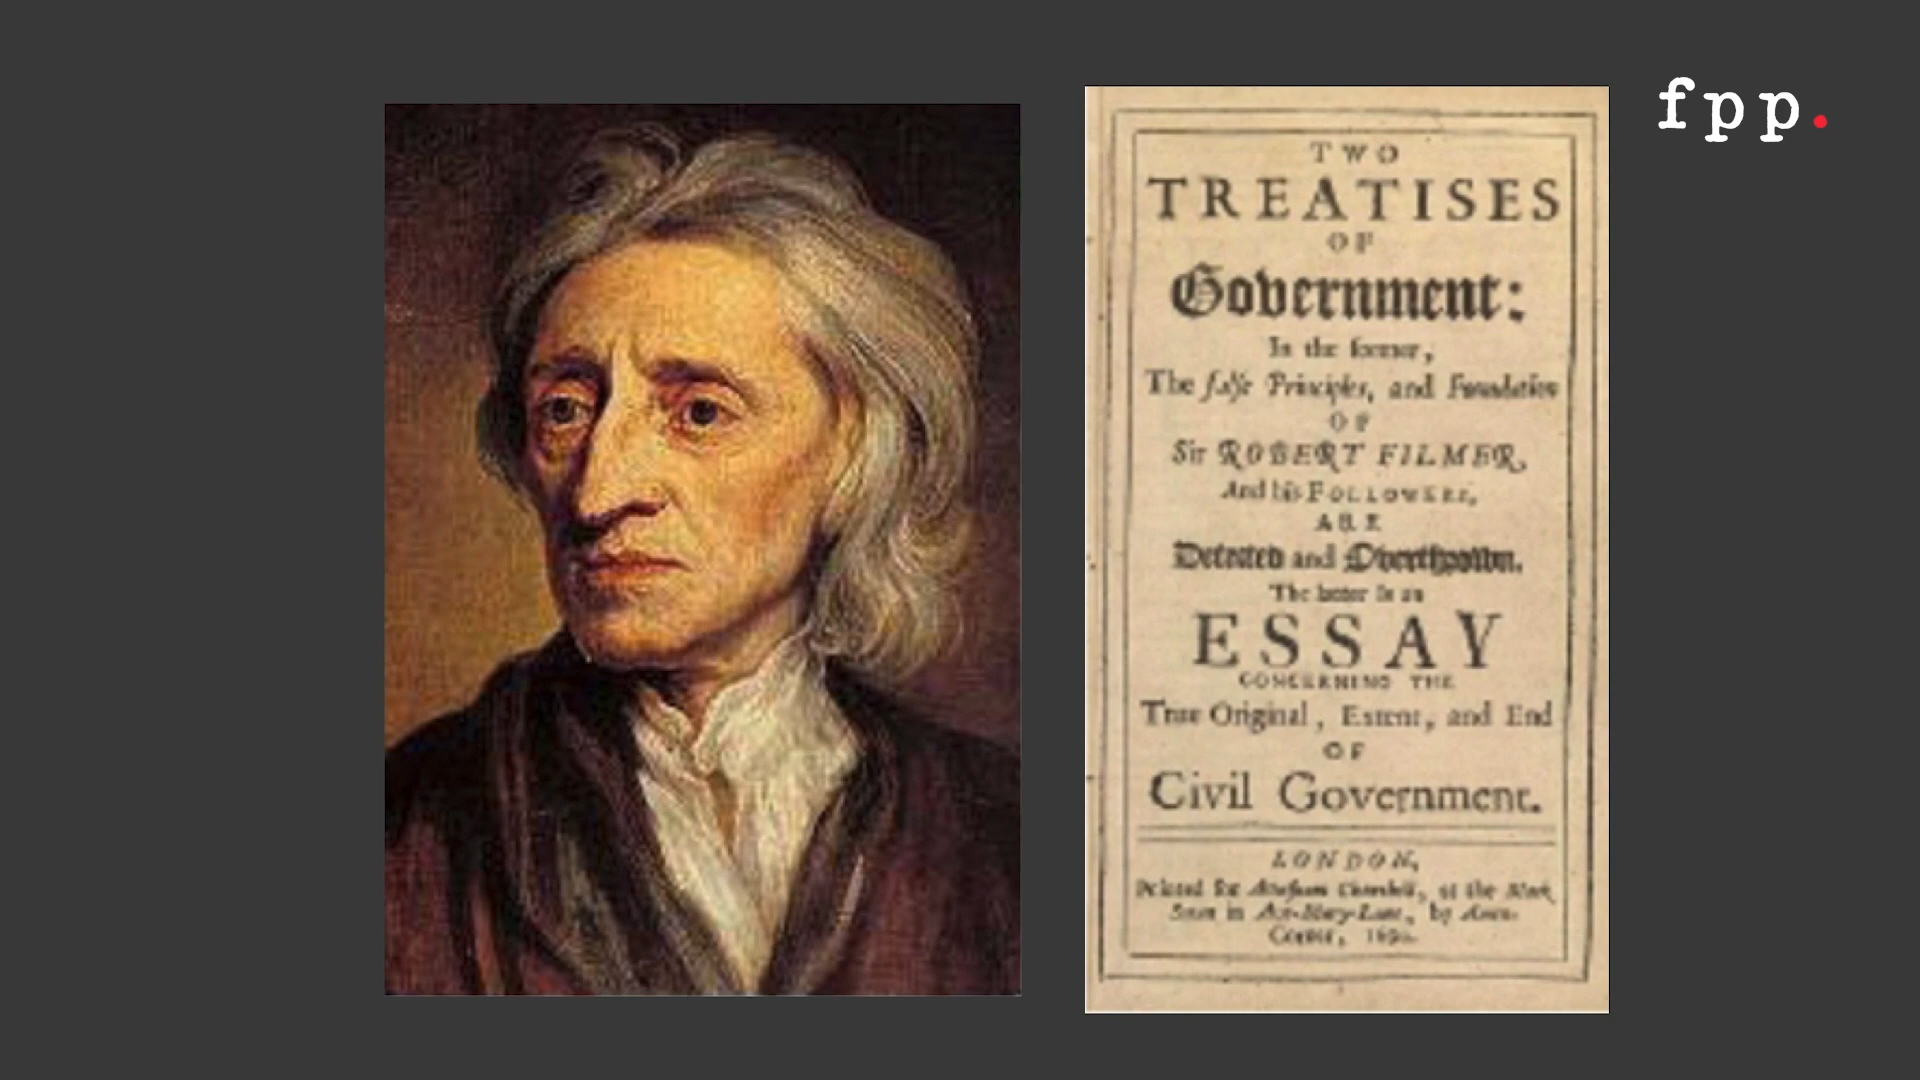 fpp.
TWO
TREATISES
OF
Government:
In the former,
The false Principles, and Foundation
OF
Sir ROBERT FILMER,
And his FOLLOWERS,
ARE
Detected and Overthrown.
The latter is an
ESSAY
CONCERNING THE
True Original, Extent, and End
OF
Civil Government.
LONDON,
Printed for Awnsham Churchill, at the Black
Swan in Ave-Mary-Lane, by Amen-
Corner, 1690.